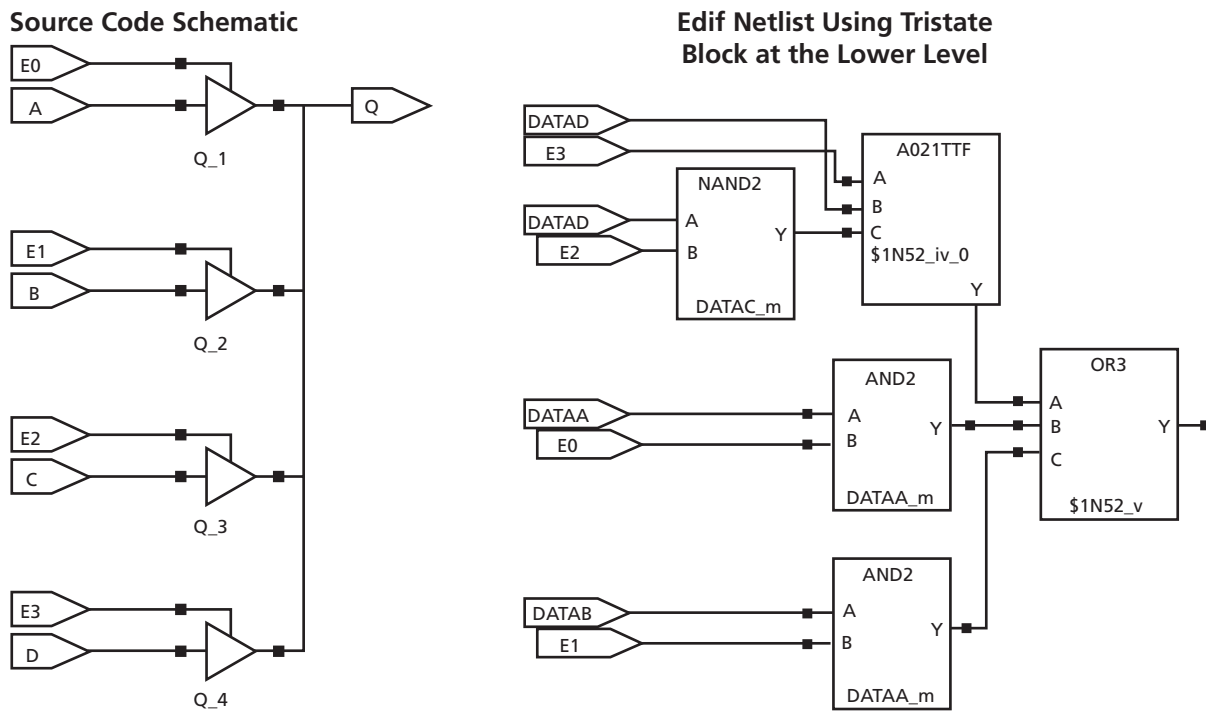 Source Code Schematic
E0
A
Q
Q_1
E1
B
Q_2
E2
C
Q_3
E3
D
Q_4
Edif Netlist Using Tristate
Block at the Lower Level
DATAD
E3
A021TTF
A
B
C
$1N52_iv_0
Y
NAND2
DATAD
A
Y
E2
B
DATAC_m
OR3
A
B
Y
C
$1N52_v
AND2
DATAA
A
Y
E0
B
DATAA_m
AND2
DATAB
A
Y
E1
B
DATAA_m